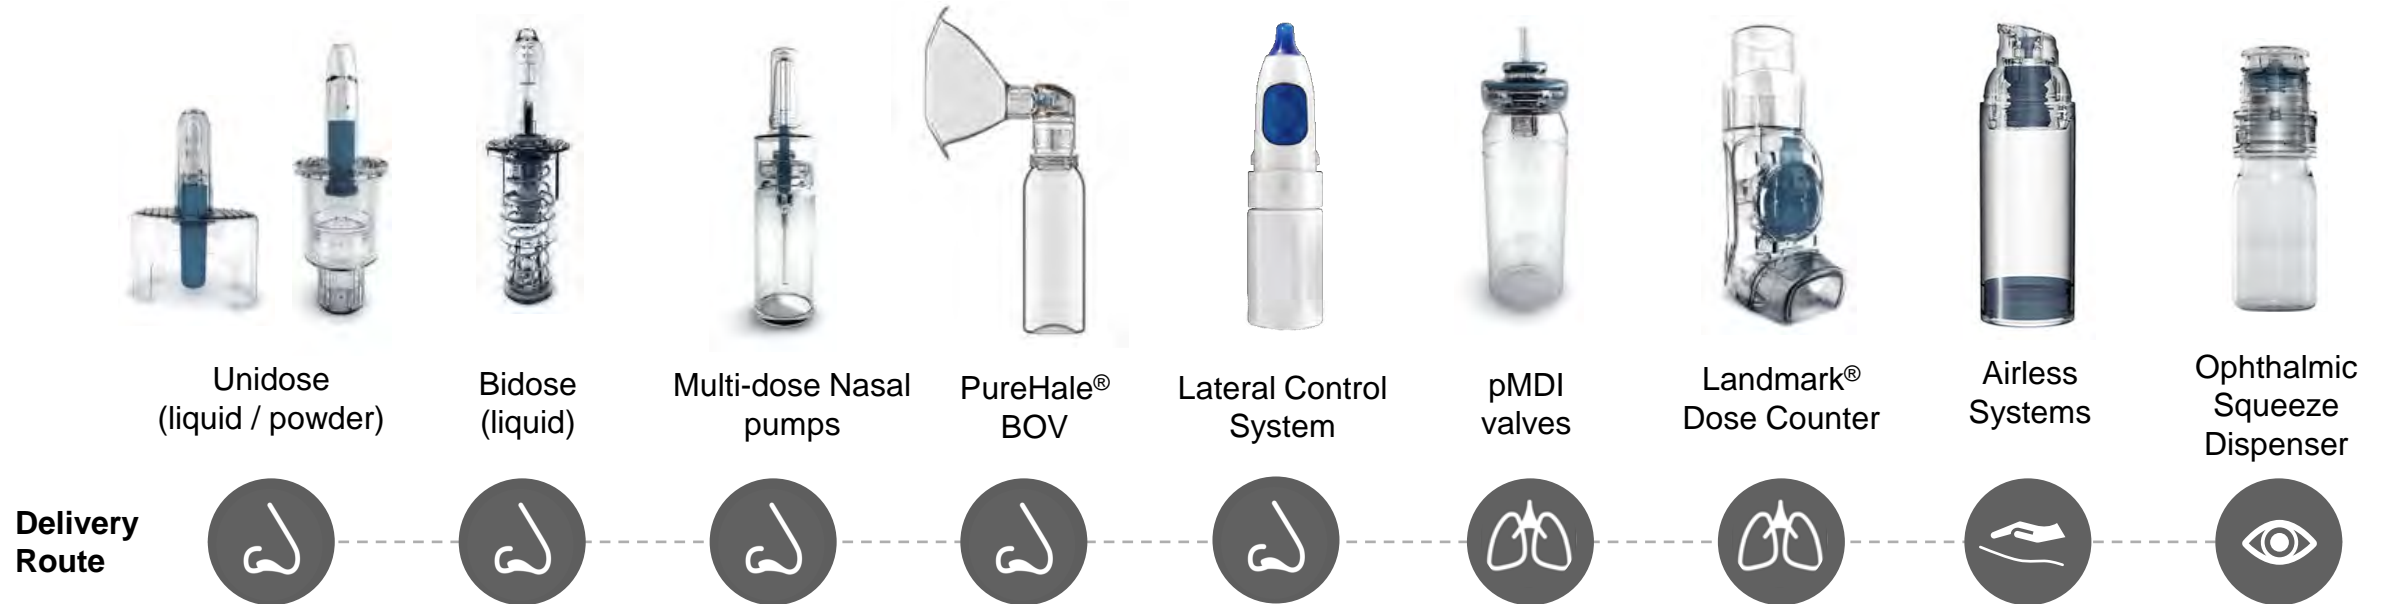 Unidose
(liquid / powder)
Bidose
(liquid)
Multi-dose Nasal
pumps
PureHale®
BOV
Lateral Control
System
pMDI
valves
Landmark®
Dose Counter
Airless
Systems
Ophthalmic
Squeeze
Dispenser
Delivery
Route